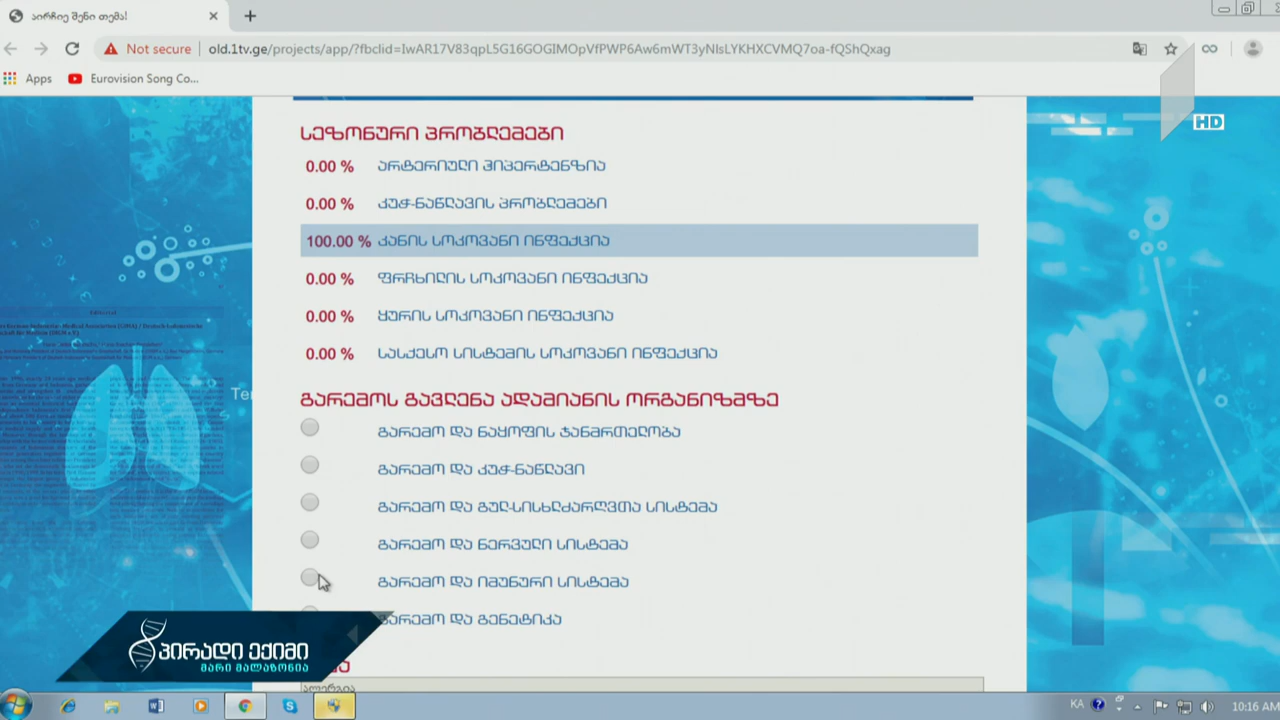 აირჩიე შენი თემა!
Not secure
old.1tv.ge/projects/app/?fbclid=IwAR17V83qpL5G16GOGIMOpVfPWP6Aw6mWT3yNIsLYKHXCVMQ7oa-fQShQxag
Apps
Eurovision Song Co...
HD
სეზონური პრობლემები
0.00 % არტერიული ჰიპერტენზია
0.00 % კუჭ-ნაწლავის პრობლემები
100.00 % კანის სოკოვანი ინფექცია
0.00 % ფრჩხილის სოკოვანი ინფექცია
0.00 % ყურის სოკოვანი ინფექცია
0.00 % სასქესო სისტემის სოკოვანი ინფექცია
გარემოს გავლენა ადამიანის ორგანიზმზე
გარემო და ნაყოფის ჯანმრთელობა
გარემო და კუჭ-ნაწლავი
გარემო და გულ-სისხლძარღვთა სისტემა
გარემო და ნერვული სისტემა
გარემო და იმუნური სისტემა
გარემო და გენეტიკა
ალერგია
პირადი ექიმი
მარი მალაზონია
KA
10:16 AM